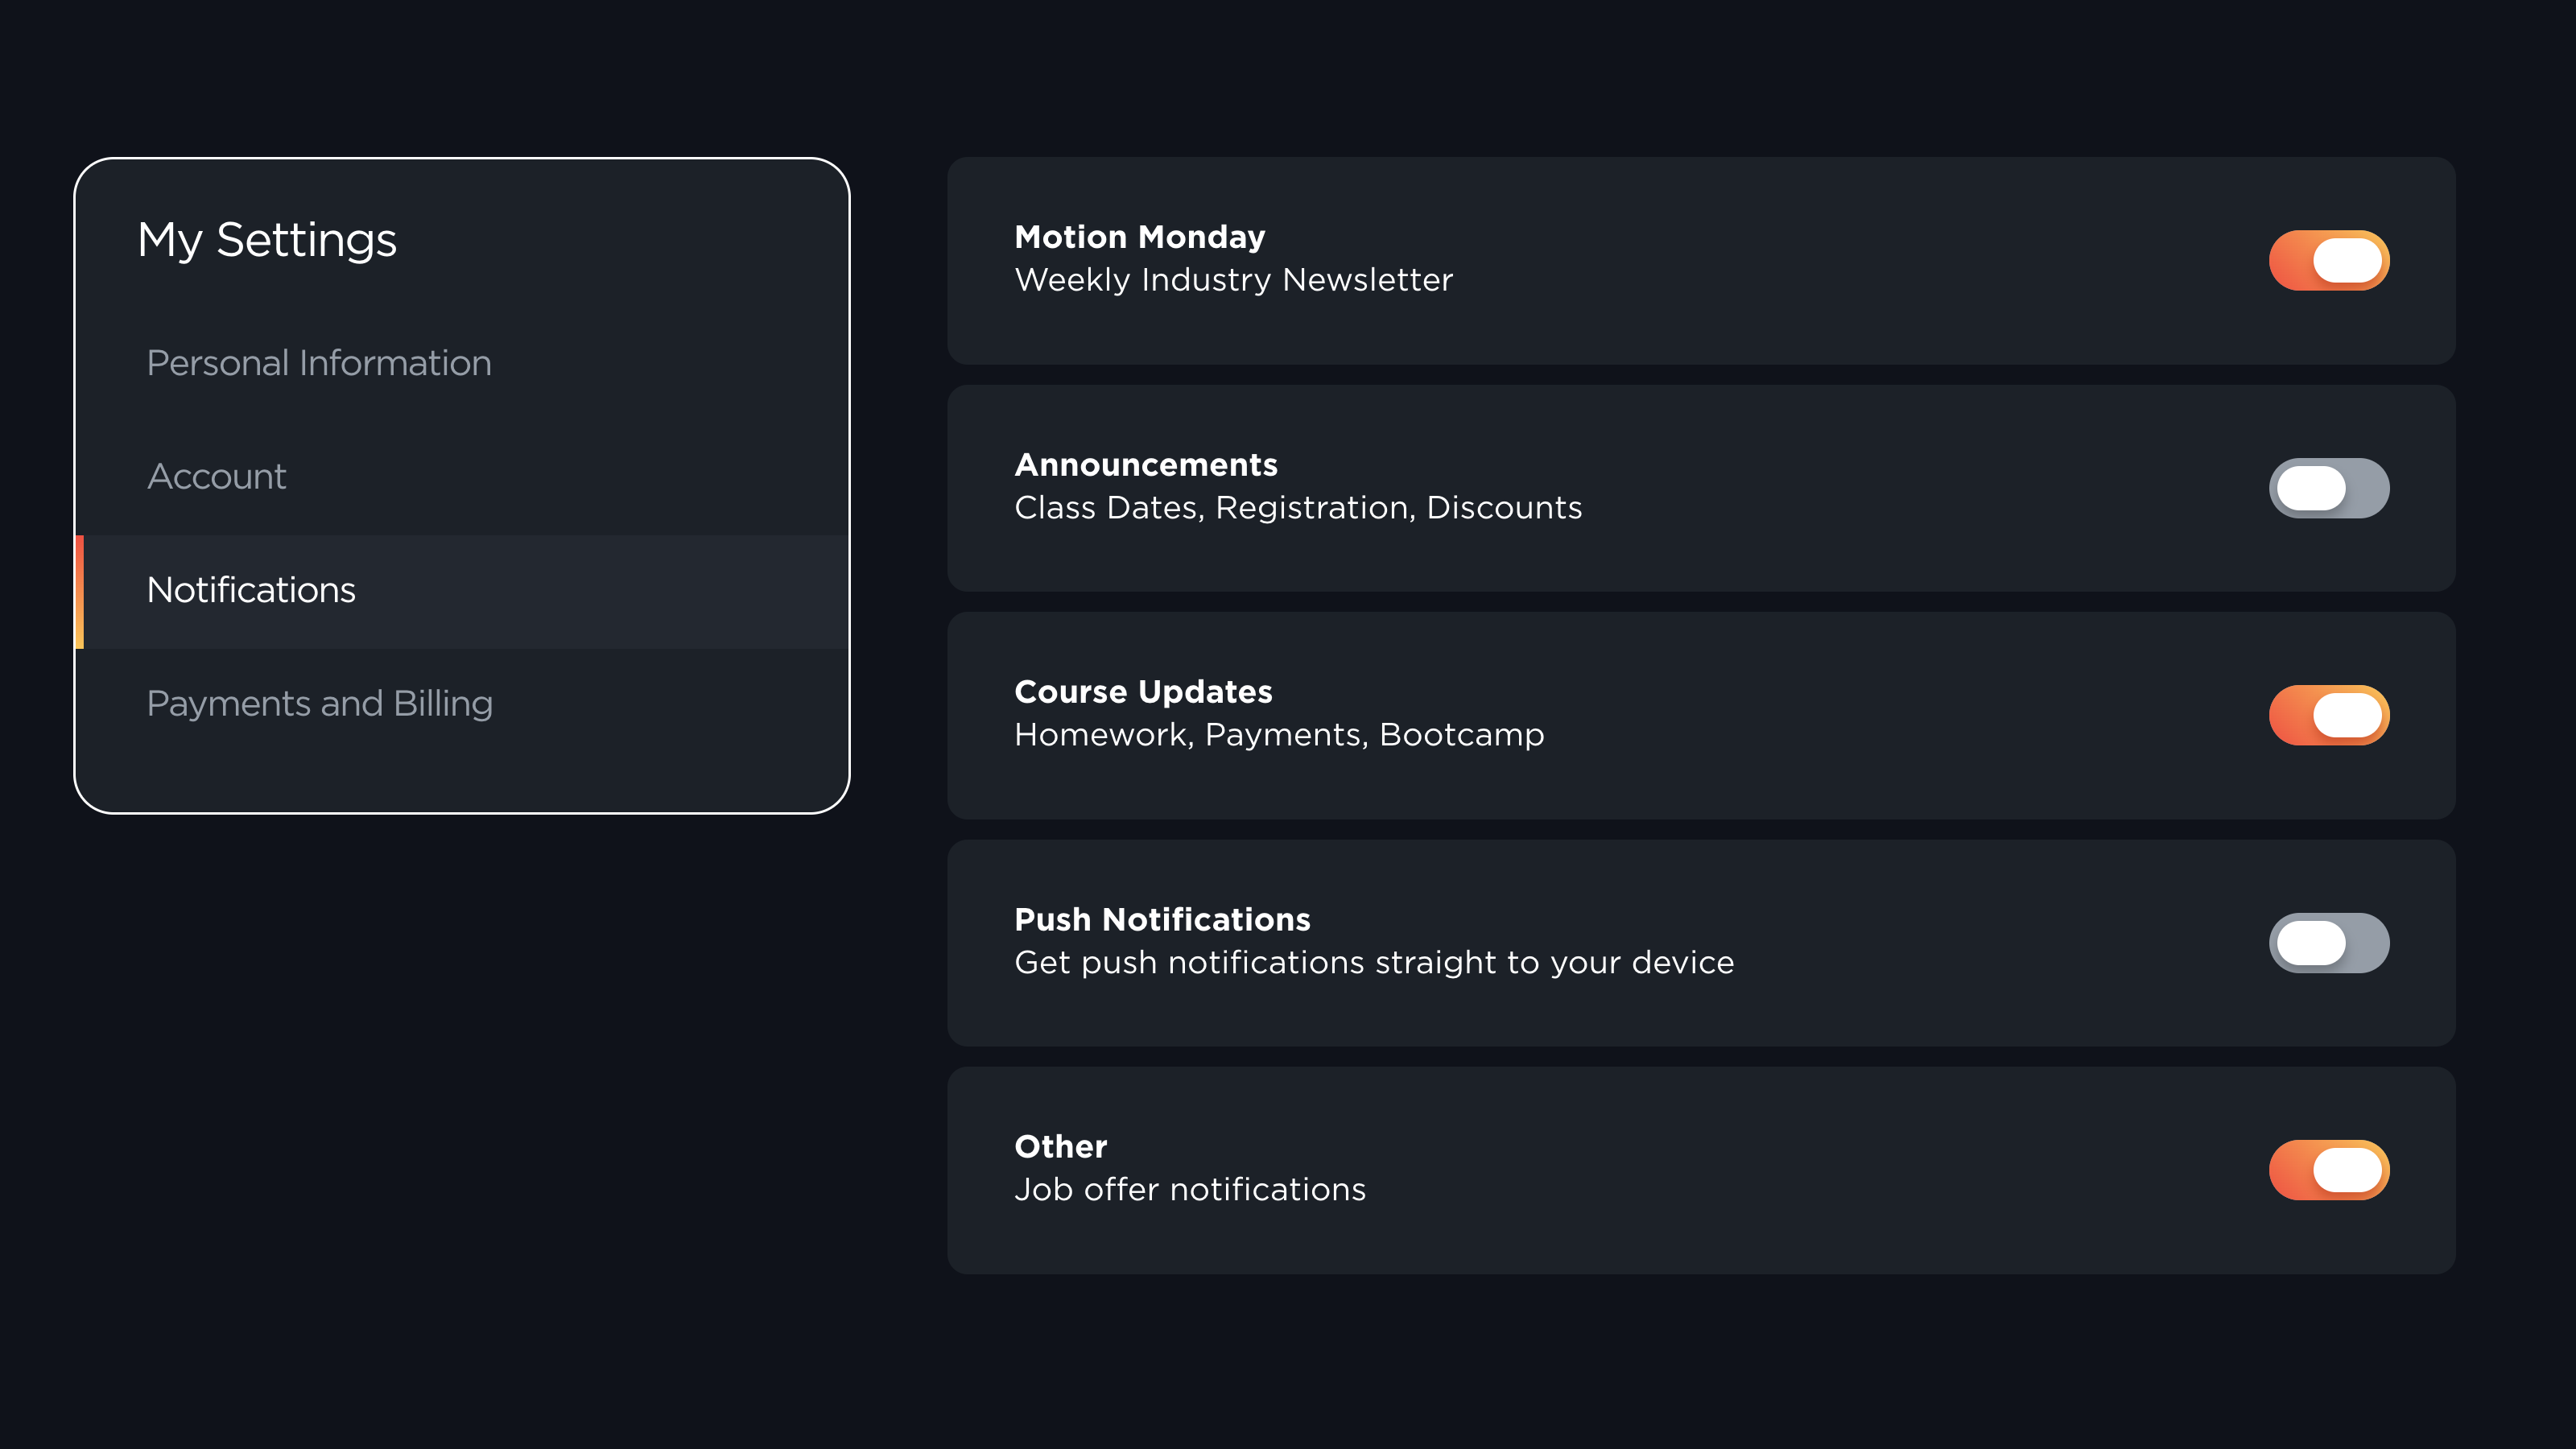 My Settings
Personal Information
Account
Notifications
Payments and Billing
Motion Monday
Weekly Industry Newsletter
Announcements
Class Dates, Registration, Discounts
Course Updates
Homework, Payments, Bootcamp
Push Notifications
Get push notifications straight to your device
Other
Job offer notifications